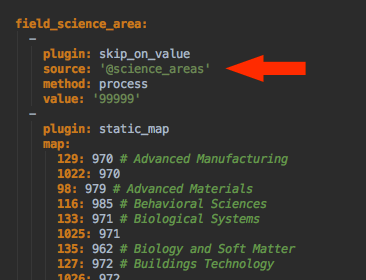 field_science_area:
-
plugin: skip_on_value
source: '@science_areas'
method: process
value: '99999'
-
plugin: static_map
map:
129: 970 # Advanced Manufacturing
1022: 970
98: 979 # Advanced Materials
116: 985 # Behavioral Sciences
133: 971 # Biological Systems
1025: 971
135: 962 # Biology and Soft Matter
127: 972 # Buildings Technology
1026: 972